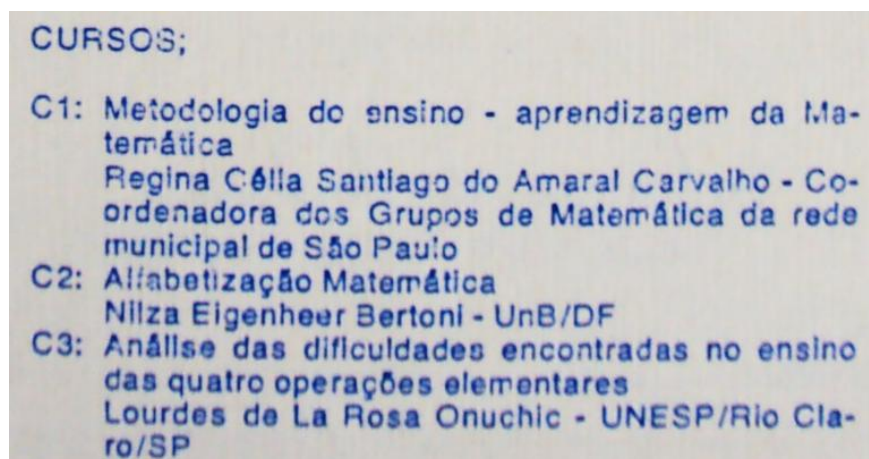 CURSOS;
C1: Metodologia do ensino - aprendizagem da Ma-
temática
Regina Célia Santiago do Amaral Carvalho - Co-
ordenadora dos Grupos de Matemática da rede
municipal de São Paulo
C2: Alfabetização Matemática
Nilza Eigenheer Bertoni - UnB/DF
C3: Análise das dificuldades encontradas no ensino
das quatro operações elementares
Lourdes de La Rosa Onuchic - UNESP/Rio Cla-
ro/SP